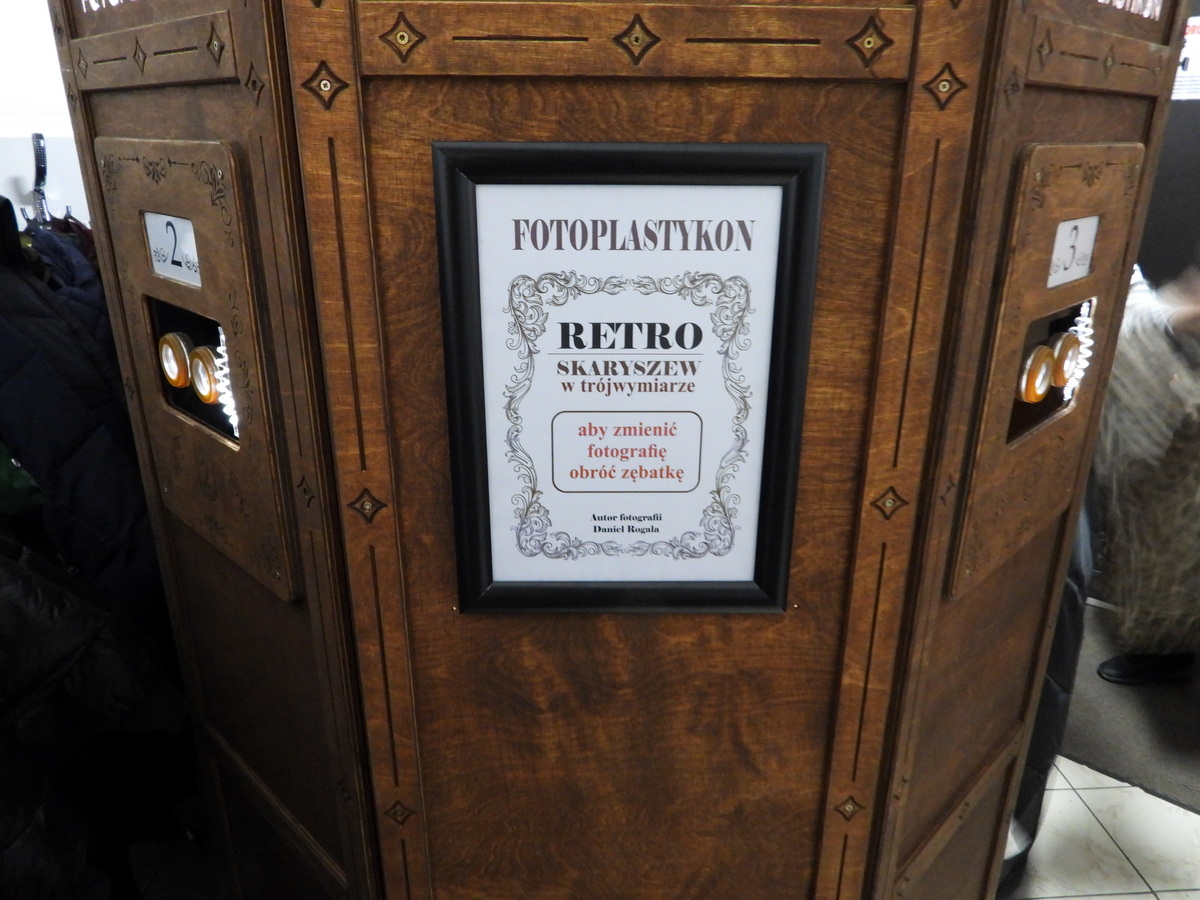 2
FOTOPLASTYKON
RETRO
SKARYSZEW
w trójwymiarze
aby zmienić
fotografię
obróć zębatkę
Autor fotografii
Daniel Rogala
3